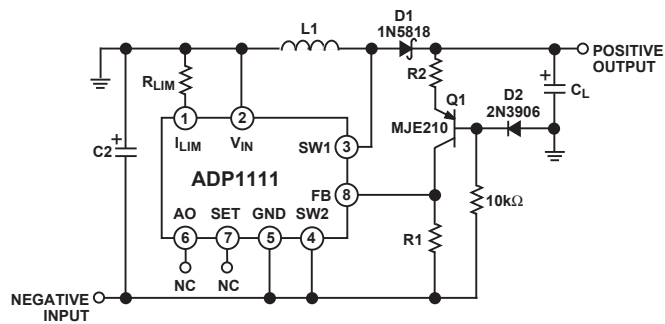 L1
D1
1N5818
POSITIVE
OUTPUT
R2
RLIM
Q1
D2
2N3906
CL
MJE210
1
2
ILIM
VIN
SW1
3
C2
ADP1111
FB
8
10kΩ
AO
SET
GND
SW2
6
7
5
4
R1
NC
NC
NEGATIVE
INPUT